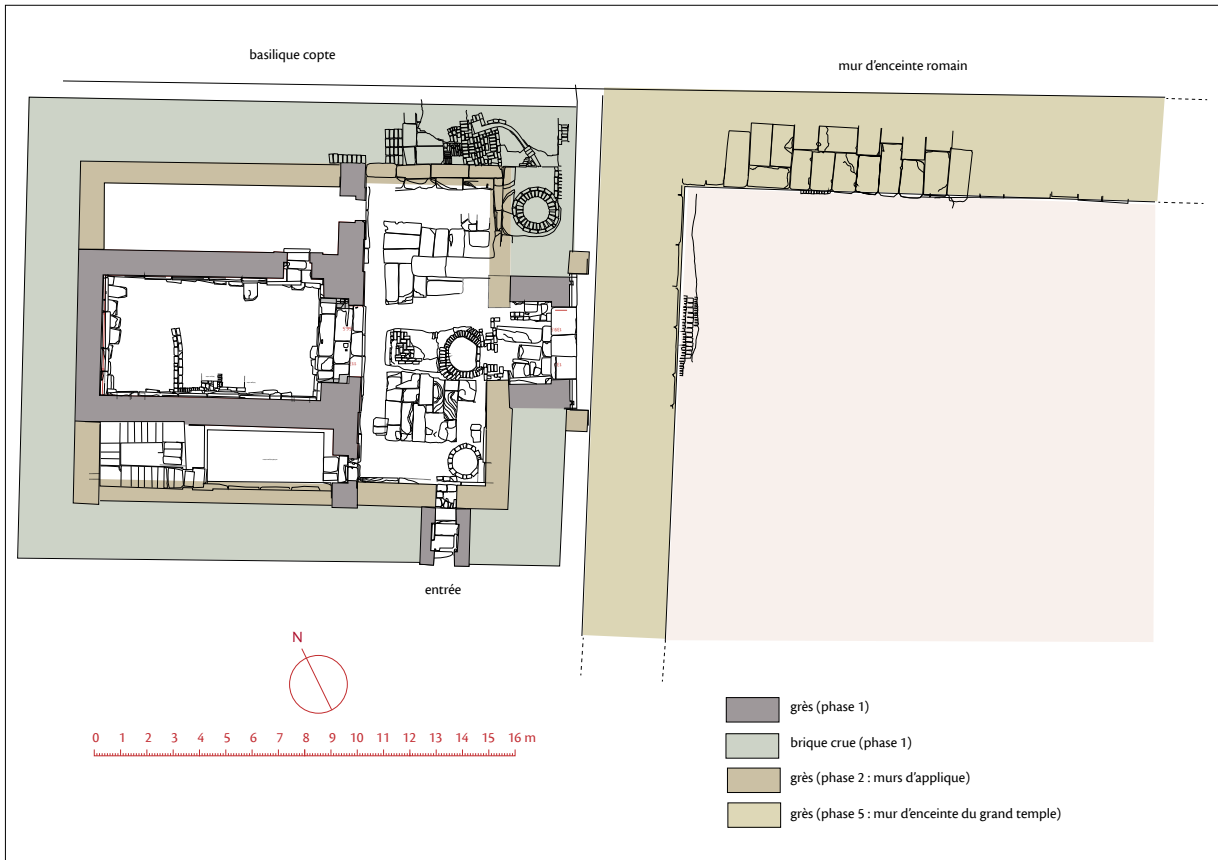 basilique copte
mur d'enceinte romain
entrée
N
0 1 2 3 4 5 6 7 8 9 10 11 12 13 14 15 16 m
grès (phase 1)
brique crue (phase 1)
grès (phase 2 : murs d'applique)
grès (phase 5 : mur d'enceinte du grand temple)